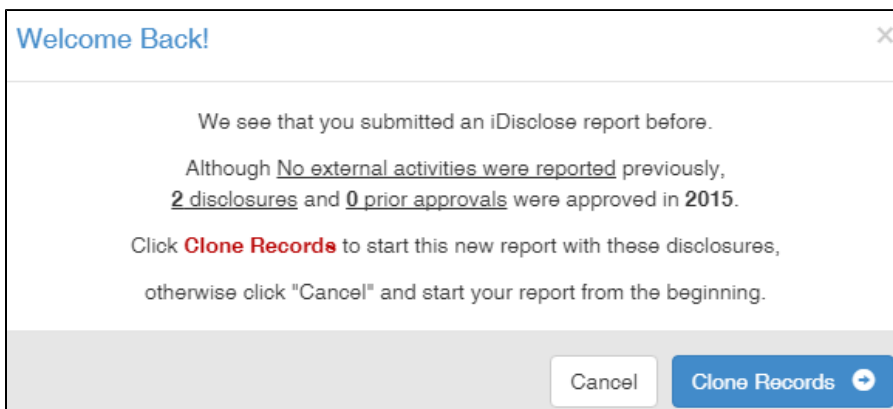 Welcome Back!
×
We see that you submitted an iDisclose report before.
Although No external activities were reported previously,
2 disclosures and 0 prior approvals were approved in 2015.
Click Clone Records to start this new report with these disclosures,
otherwise click "Cancel" and start your report from the beginning.
Cancel
Clone Records